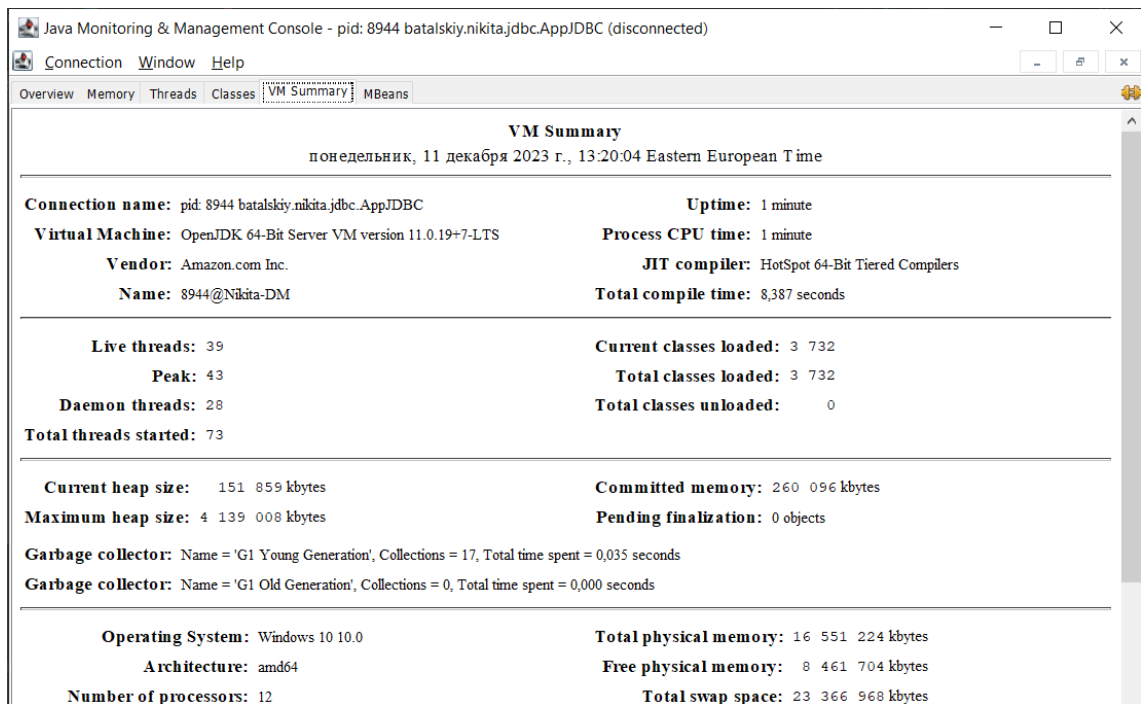 Java Monitoring & Management Console - pid: 8944 batalskiy.nikita.jdbc.AppJDBC (disconnected)
Connection Window Help
Overview Memory Threads Classes VM Summary MBeans
VM Summary
понедельник, 11 декабря 2023 г., 13:20:04 Eastern European Time
Connection name: pid: 8944 batalskiy.nikita.jdbc.AppJDBC Uptime: 1 minute
Virtual Machine: OpenJDK 64-Bit Server VM version 11.0.19+7-LTS Process CPU time: 1 minute
Vendor: Amazon.com Inc. JIT compiler: HotSpot 64-Bit Tiered Compilers
Name: 8944@Nikita-DM Total compile time: 8,387 seconds
Live threads: 39 Current classes loaded: 3 732
Peak: 43 Total classes loaded: 3 732
Daemon threads: 28 Total classes unloaded: 0
Total threads started: 73
Current heap size: 151 859 kbytes Committed memory: 260 096 kbytes
Maximum heap size: 4 139 008 kbytes Pending finalization: 0 objects
Garbage collector: Name = 'G1 Young Generation', Collections = 17, Total time spent = 0,035 seconds
Garbage collector: Name = 'G1 Old Generation', Collections = 0, Total time spent = 0,000 seconds
Operating System: Windows 10 10.0 Total physical memory: 16 551 224 kbytes
Architecture: amd64 Free physical memory: 8 461 704 kbytes
Number of processors: 12 Total swap space: 23 366 968 kbytes